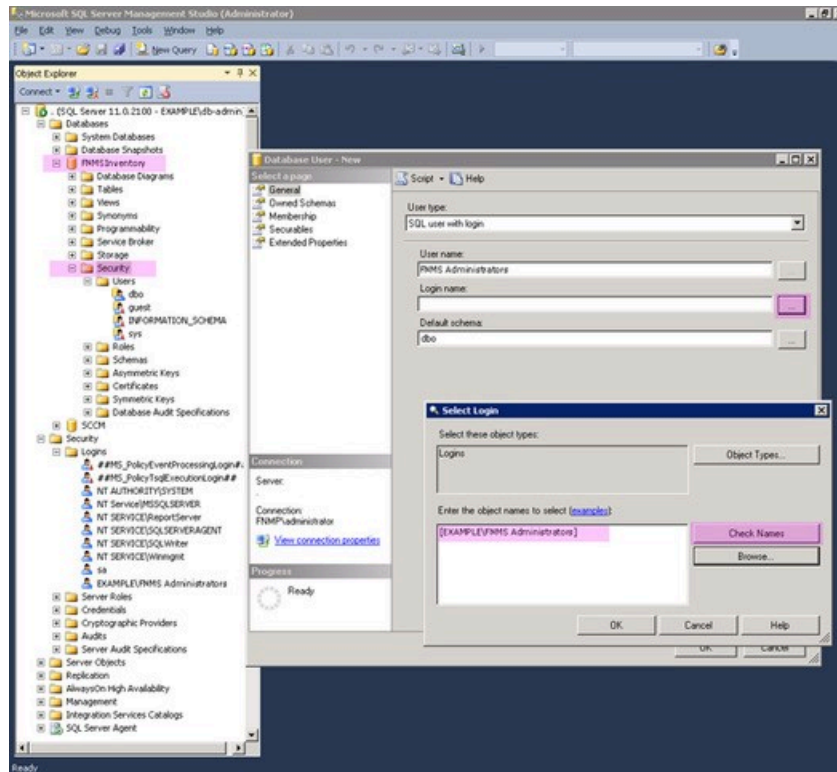 Microsoft SQL Server Management Studio (Administrator)
File Edit View Debug Tools Window Help
New Query
Object Explorer
Connect
. (SQL Server 11.0.2100 - EXAMPLE\db-admin
Databases
System Databases
Database Snapshots
FNMSInventory
Database Diagrams
Tables
Views
Synonyms
Programmability
Service Broker
Storage
Security
Users
dbo
guest
INFORMATION_SCHEMA
sys
Roles
Schemas
Asymmetric Keys
Certificates
Symmetric Keys
Database Audit Specifications
SCCM
Security
Logins
##MS_PolicyEventProcessingLogin#
##MS_PolicyTsqlExecutionLogin##
NT AUTHORITY\SYSTEM
NT Service\MSSQLSERVER
NT SERVICE\ReportServer
NT SERVICE\SQLSERVERAGENT
NT SERVICE\SQLWriter
NT SERVICE\Winmgmt
sa
EXAMPLE\FNMS Administrators
Server Roles
Credentials
Cryptographic Providers
Audits
Server Audit Specifications
Server Objects
Replication
AlwaysOn High Availability
Management
Integration Services Catalogs
SQL Server Agent
Ready
Database User - New
Select a page
General
Owned Schemas
Membership
Securables
Extended Properties
Script Help
User type:
SQL user with login
User name:
FNMS Administrators
...
Login name:
...
Default schema:
dbo
...
Connection
Server:
.
Connection:
FNMP\administrator
View connection properties
Progress
Ready
OK Cancel
Select Login
Select these object types:
Logins
Object Types...
Enter the object names to select (examples):
[EXAMPLE\FNMS Administrators]
Check Names
Browse...
OK Cancel Help